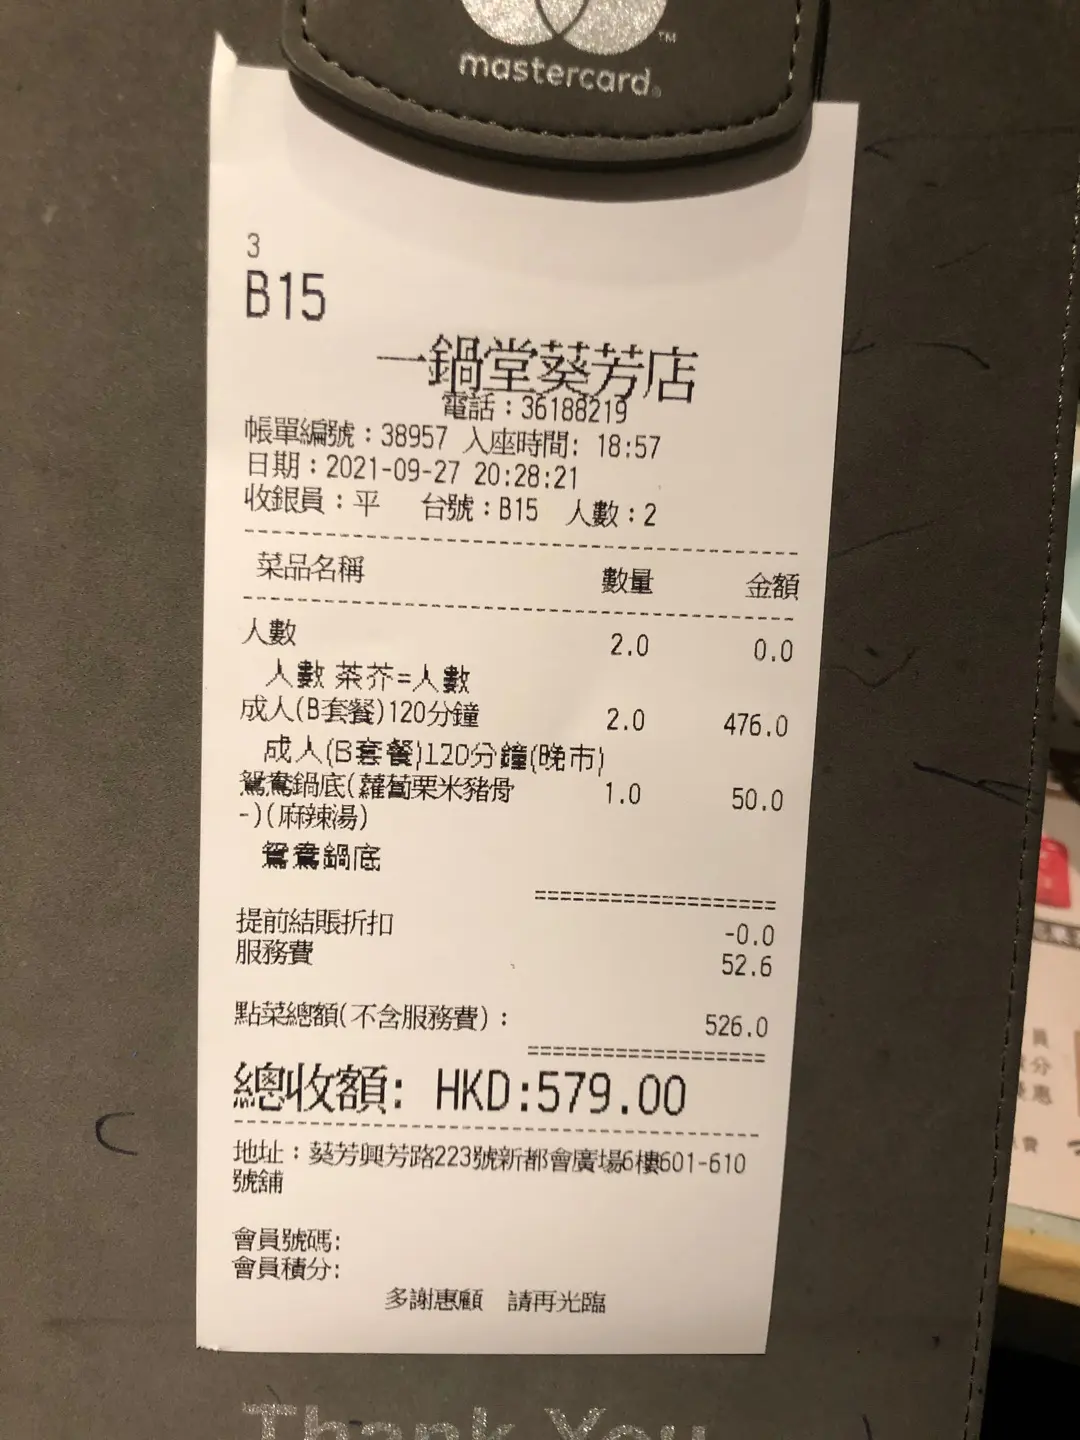 mastercard
TM
3
B15
一鍋堂葵芳店
電話：36188219
帳單編號：38957 入座時間: 18:57
日期：2021-09-27 20:28:21
收銀員：平 台號：B15 人數：2
菜品名稱 數量 金額
人數 2.0 0.0
人數 茶芥=人數
成人(B套餐)120分鐘 2.0 476.0
成人(B套餐)120分鐘(晚市)
鴛鴦鍋底(蘿蔔粟米豬骨 1.0 50.0
-)(麻辣湯)
鴛鴦鍋底
提前結賬折扣 -0.0
服務費 52.6
點菜總額(不含服務費)： 526.0
總收額: HKD:579.00
地址：葵芳興芳路223號新都會廣場6樓601-610
號舖
會員號碼:
會員積分:
多謝惠顧 請再光臨
Thank You